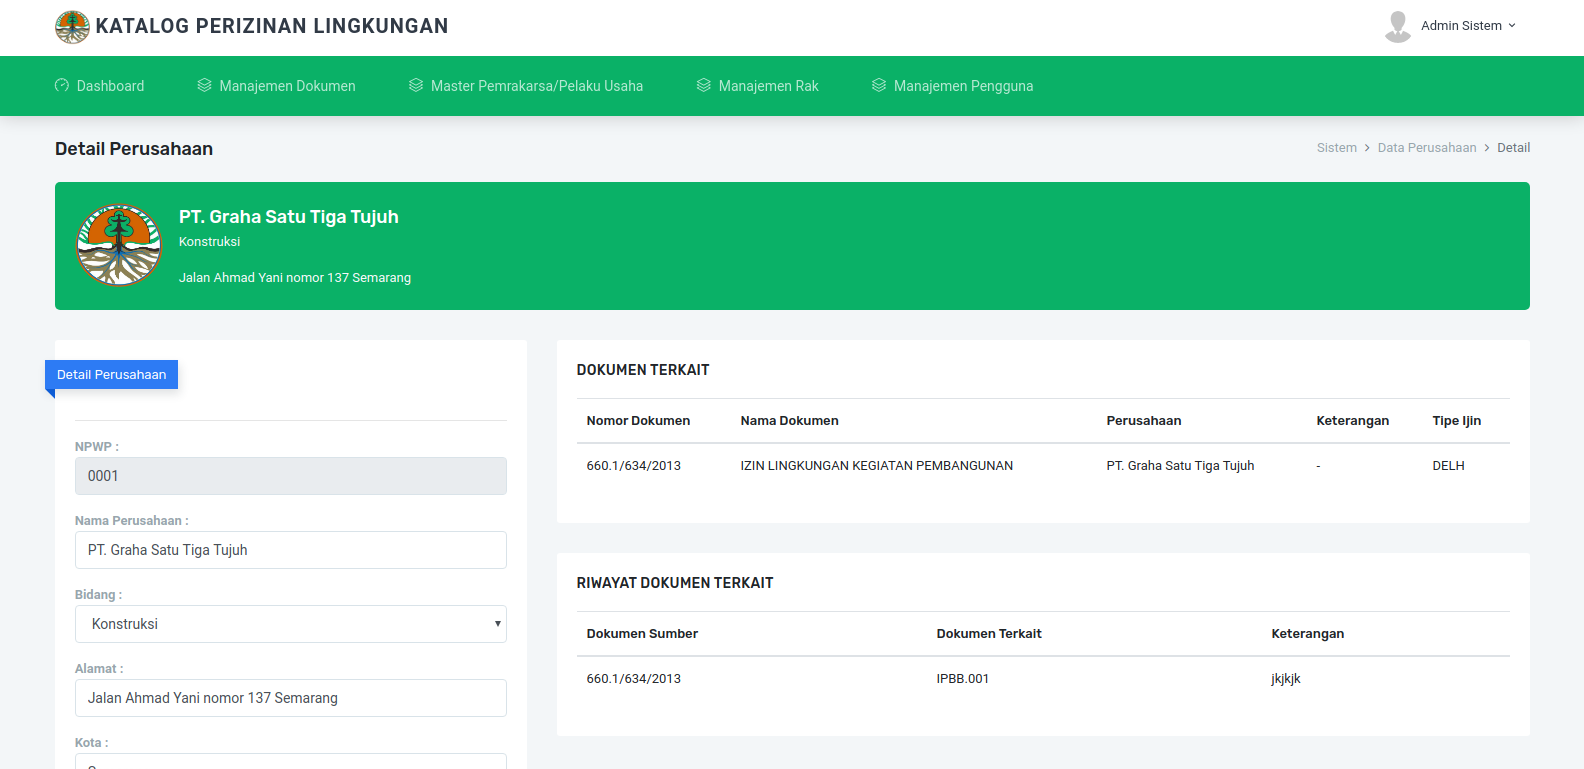 KATALOG PERIZINAN LINGKUNGAN
Admin Sistem
Dashboard
Manajemen Dokumen
Master Pemrakarsa/Pelaku Usaha
Manajemen Rak
Manajemen Pengguna
Detail Perusahaan
Sistem > Data Perusahaan > Detail
PT. Graha Satu Tiga Tujuh
Konstruksi
Jalan Ahmad Yani nomor 137 Semarang
Detail Perusahaan
NPWP :
0001
Nama Perusahaan :
PT. Graha Satu Tiga Tujuh
Bidang :
Konstruksi
Alamat :
Jalan Ahmad Yani nomor 137 Semarang
Kota :
DOKUMEN TERKAIT
Nomor Dokumen Nama Dokumen Perusahaan Keterangan Tipe Ijin
660.1/634/2013 IZIN LINGKUNGAN KEGIATAN PEMBANGUNAN PT. Graha Satu Tiga Tujuh - DELH
RIWAYAT DOKUMEN TERKAIT
Dokumen Sumber Dokumen Terkait Keterangan
660.1/634/2013 IPBB.001 jkjkjk